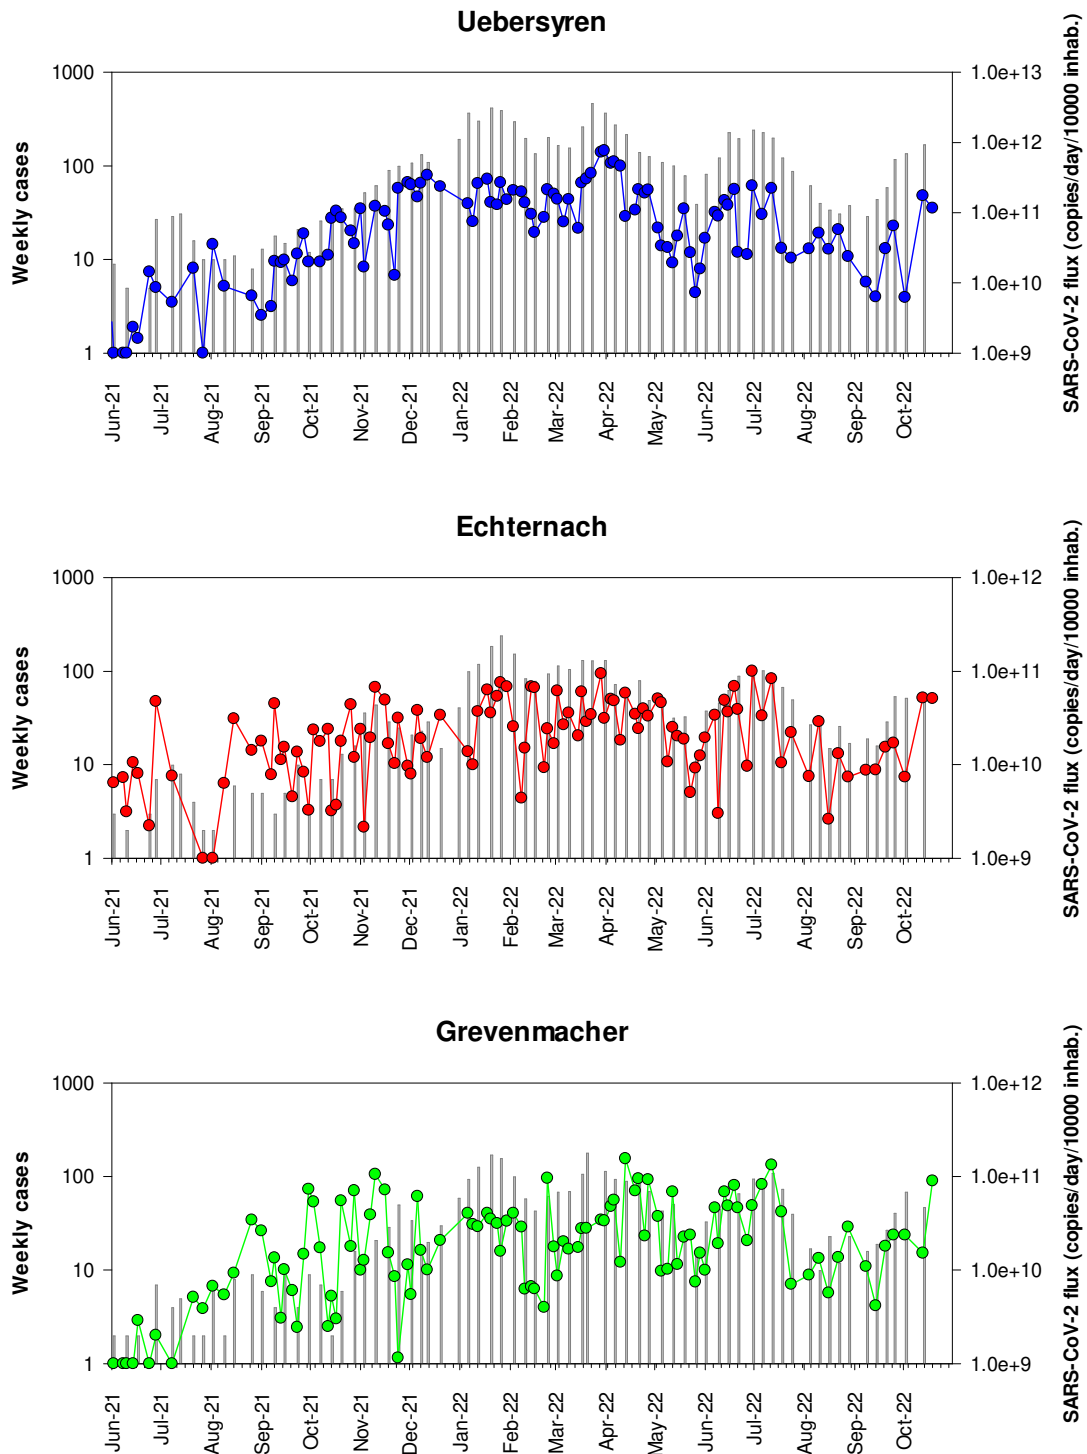 Uebersyren
Weekly cases
1000
100
10
1
1.0e+13
1.0e+12
1.0e+11
1.0e+10
1.0e+9
SARS-CoV-2 flux (copies/day/10000 inhab.)
Jun-21 Jul-21 Aug-21 Sep-21 Oct-21 Nov-21 Dec-21 Jan-22 Feb-22 Mar-22 Apr-22 May-22 Jun-22 Jul-22 Aug-22 Sep-22 Oct-22
Echternach
Weekly cases
1000
100
10
1
1.0e+12
1.0e+11
1.0e+10
1.0e+9
SARS-CoV-2 flux (copies/day/10000 inhab.)
Jun-21 Jul-21 Aug-21 Sep-21 Oct-21 Nov-21 Dec-21 Jan-22 Feb-22 Mar-22 Apr-22 May-22 Jun-22 Jul-22 Aug-22 Sep-22 Oct-22
Grevenmacher
Weekly cases
1000
100
10
1
1.0e+12
1.0e+11
1.0e+10
1.0e+9
SARS-CoV-2 flux (copies/day/10000 inhab.)
Jun-21 Jul-21 Aug-21 Sep-21 Oct-21 Nov-21 Dec-21 Jan-22 Feb-22 Mar-22 Apr-22 May-22 Jun-22 Jul-22 Aug-22 Sep-22 Oct-22